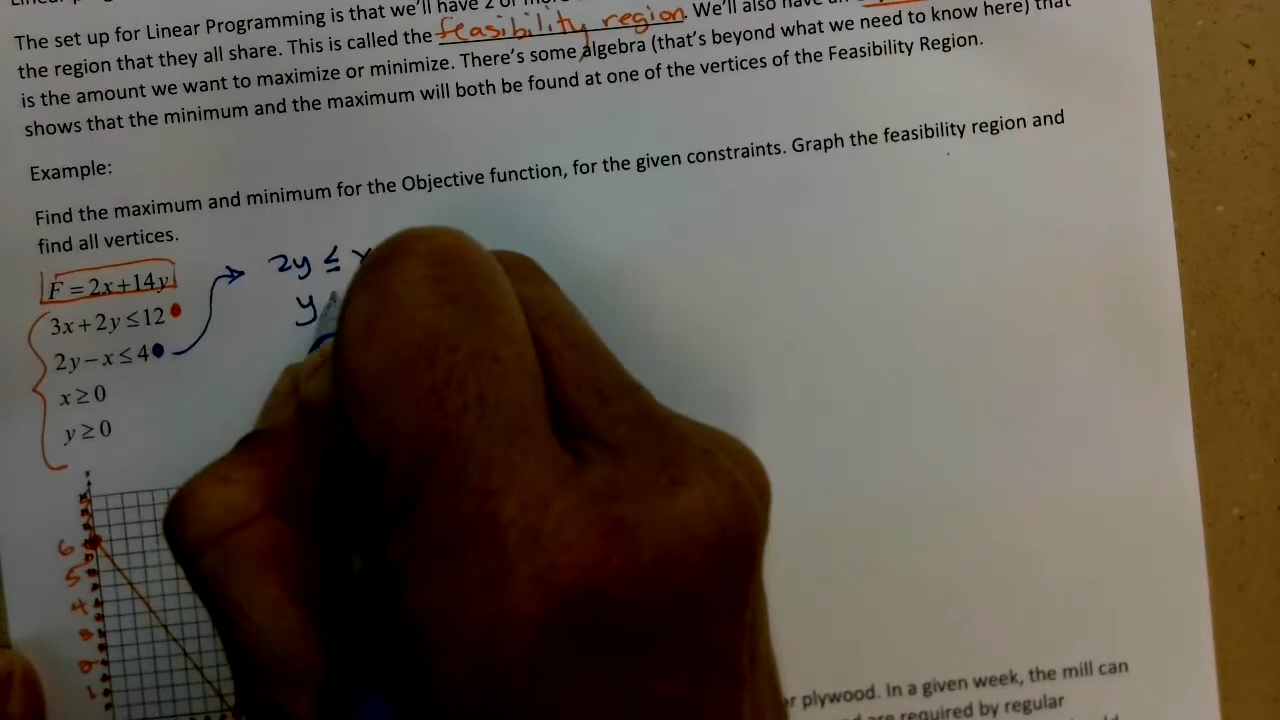 The set up for Linear Programming is that we'll have 2 or
the region that they all share. This is called the feasibility region. We'll also have
is the amount we want to maximize or minimize. There's some algebra (that's beyond what we need to know here) that
shows that the minimum and the maximum will both be found at one of the vertices of the Feasibility Region.
Example:
Find the maximum and minimum for the Objective function, for the given constraints. Graph the feasibility region and
find all vertices.
F = 2x+14y
3x+2y≤12
2y−x≤4
x≥0
y≥0
2y ≤ x
y
y
6
5
4
3
2
1
or plywood. In a given week, the mill can
are required by regular